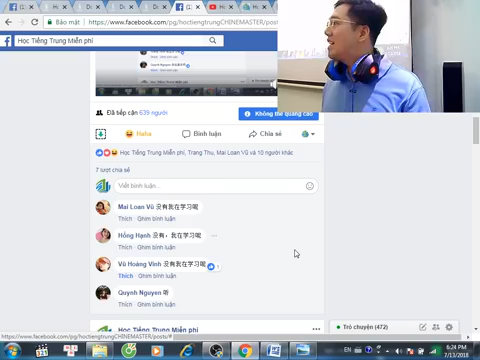 Bảo mật
https://www.facebook.com/pg/hoctiengtrungCHINEMASTER/post
Học Tiếng Trung Miễn phí
Đã tiếp cận 639 người
Không thể quảng cáo
Haha
Bình luận
Chia sẻ
Học Tiếng Trung Miễn phí, Trang Thu, Mai Loan Vũ và 10 người khác
7 lượt chia sẻ
Viết bình luận...
Mai Loan Vũ 没有我在学习呢
Thích · Ghim bình luận
Hồng Hạnh 没有，我在学习呢
Thích · Ghim bình luận
Vũ Hoàng Vinh 没有我在学习呢
1
Thích · Ghim bình luận
Quynh Nguyen 听
Thích · Ghim bình luận
Học Tiếng Trung Miễn phí
Trò chuyện (472)
https://www.facebook.com/hoctiengtrungCHINEMASTER/posts/#
EN
6:24 PM
7/13/2018